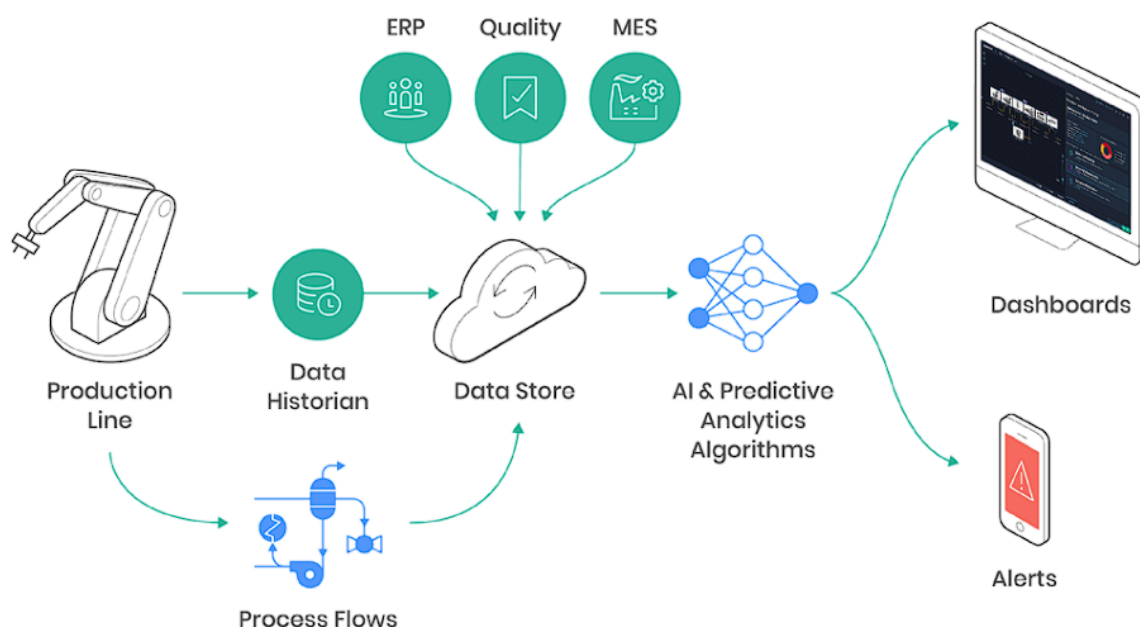 ERP
Quality
MES
Production
Line
Data
Historian
Data Store
AI & Predictive
Analytics
Algorithms
Dashboards
Process Flows
Alerts